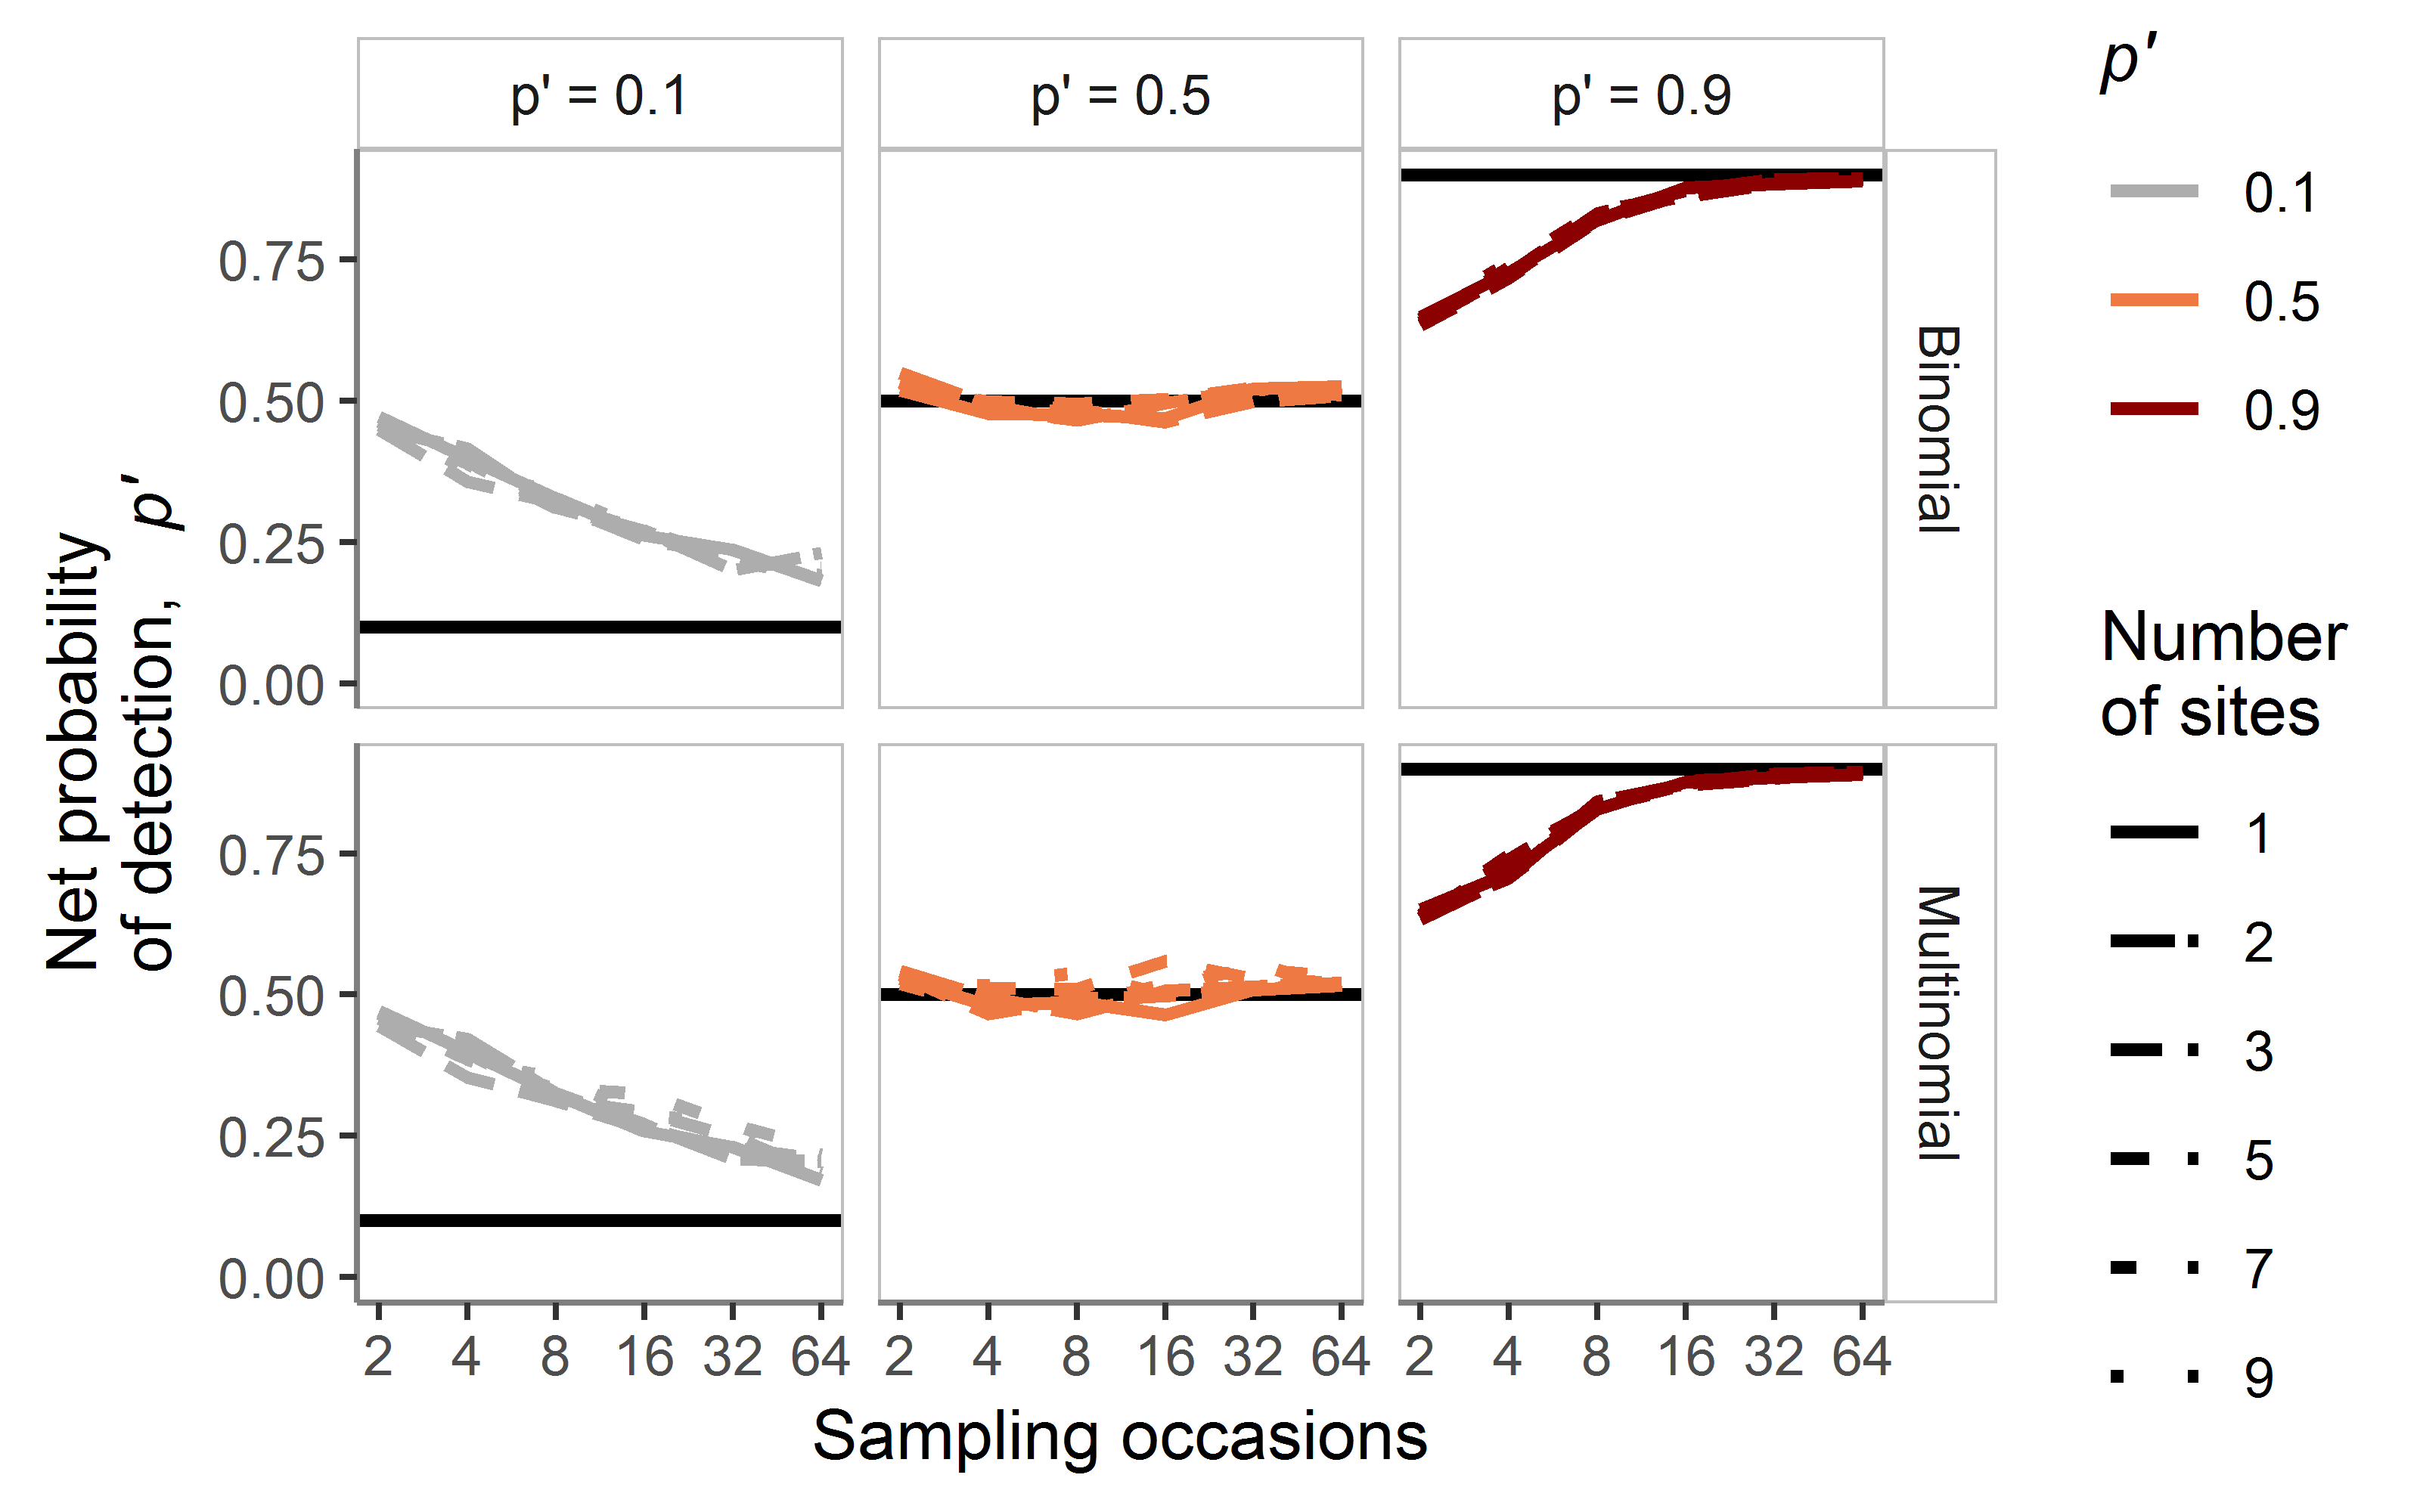 p' = 0.1
p' = 0.5
p' = 0.9
Binomial
Multinomial
Net probability
of detection, p'
0.75
0.50
0.25
0.00
0.75
0.50
0.25
0.00
2 4 8 16 32 64
2 4 8 16 32 64
2 4 8 16 32 64
Sampling occasions
p'
0.1
0.5
0.9
Number
of sites
1
2
3
5
7
9